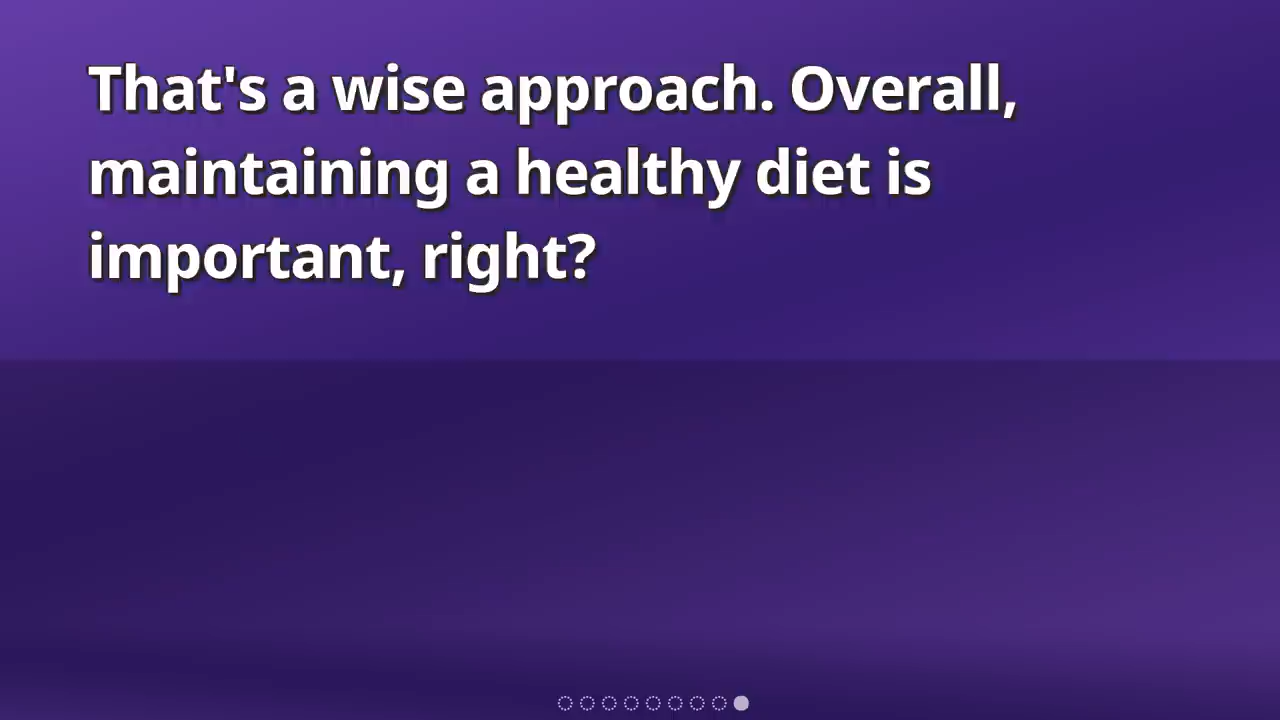 That's a wise approach. Overall,
maintaining a healthy diet is
important, right?